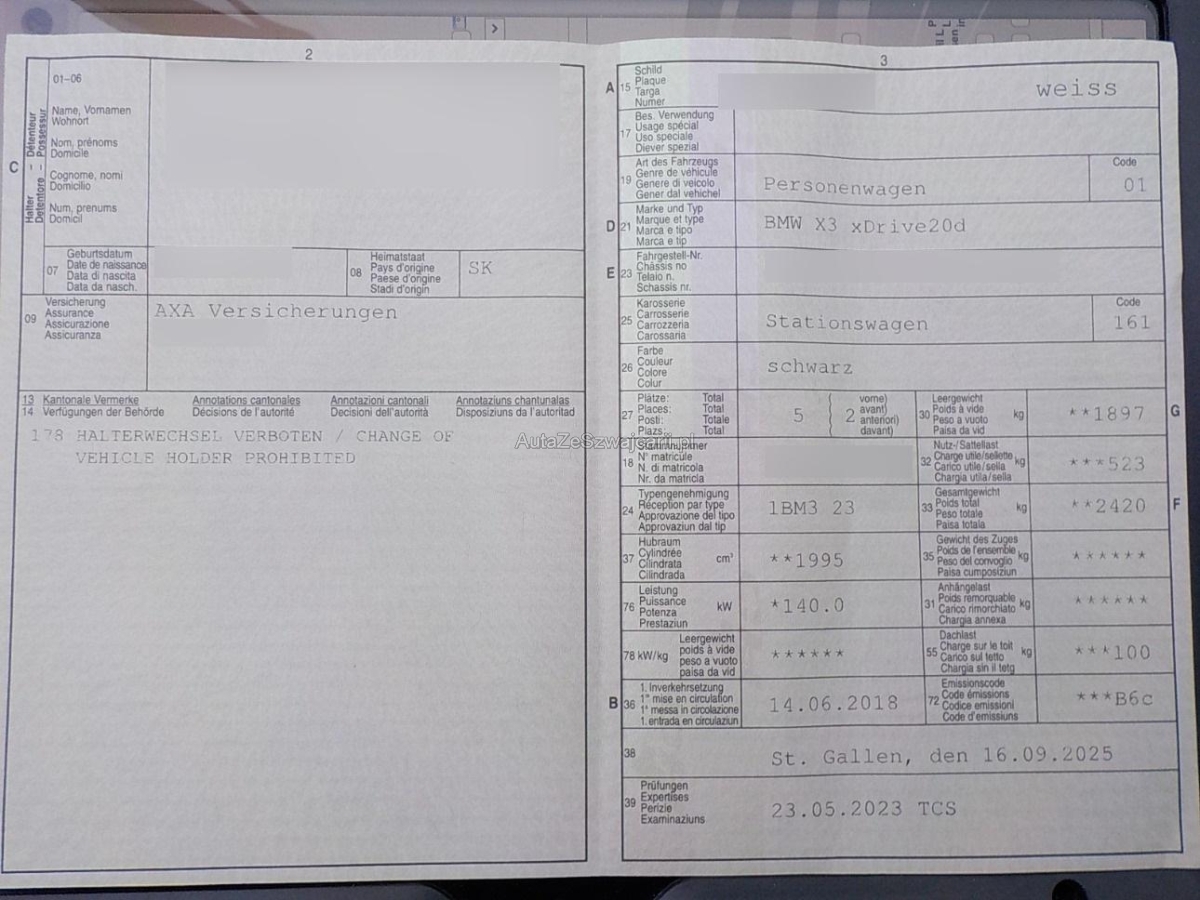 2
01-06
Halter – Détenteur
Detentore – Possessur
C
Name, Vornamen
Wohnort
Nom, prénoms
Domicile
Cognome, nomi
Domicilio
Num, prenums
Domicil
07
Geburtsdatum
Date de naissance
Data di nascita
Data da nasch.
08
Heimatstaat
Pays d'origine
Paese d'origine
Stadi d'origin
SK
09
Versicherung
Assurance
Assicurazione
Assicuranza
AXA Versicherungen
13 Kantonale Vermerke Annotations cantonales Annotazioni cantonali Annotaziuns chantunalas
14 Verfügungen der Behörde Décisions de l'autorité Decisioni dell'autorità Disposiziuns da l'autoritad
178 HALTERWECHSEL VERBOTEN / CHANGE OF
VEHICLE HOLDER PROHIBITED
AutaZeSzwajcarii.pl
3
A
15
Schild
Plaque
Targa
Numer
weiss
17
Bes. Verwendung
Usage spécial
Uso speciale
Diever spezial
19
Art des Fahrzeugs
Genre de véhicule
Genere di veicolo
Gener dal vehichel
Personenwagen
Code
01
D
21
Marke und Typ
Marque et type
Marca e tipo
Marca e tip
BMW X3 xDrive20d
E
23
Fahrgestell-Nr.
Châssis no
Telaio n.
Schassis nr.
25
Karosserie
Carrosserie
Carrozzeria
Carossaria
Stationswagen
Code
161
26
Farbe
Couleur
Colore
Colur
schwarz
27
Plätze: Total
Places: Total
Posti: Totale
Plazs: Total
5
2
vorne)
avant)
anteriori)
davant)
30
Leergewicht
Poids à vide
Peso a vuoto
Paisa da vid
kg
**1897
G
18
N° matricule
N. di matricola
Nr. da matricla
32
Nutz-/Sattellast
Charge utile/sellette
Carico utile/sella
Chargia utila/sella
kg
***523
24
Typengenehmigung
Réception par type
Approvazione del tipo
Approvaziun dal tip
1BM3 23
33
Gesamtgewicht
Poids total
Peso totale
Paisa totala
kg
**2420
F
37
Hubraum
Cylindrée
Cilindrata
Cilindrada
cm³
**1995
35
Gewicht des Zuges
Poids de l'ensemble
Peso del convoglio
Paisa cumposiziun
kg
******
76
Leistung
Puissance
Potenza
Prestaziun
kW
*140.0
31
Anhängelast
Poids remorquable
Carico rimorchiato
Chargia annexa
kg
******
78 kW/kg
Leergewicht
poids à vide
peso a vuoto
paisa da vid
******
55
Dachlast
Charge sur le toit
Carico sul tetto
Chargia sin il tetg
kg
***100
B
36
1. Inverkehrsetzung
1re mise en circulation
1a messa in circolazione
1. entrada en circulaziun
14.06.2018
72
Emissionscode
Code émissions
Codice emissioni
Code d'emissiuns
***B6c
38
St. Gallen, den 16.09.2025
39
Prüfungen
Expertises
Perizie
Examinaziuns
23.05.2023 TCS